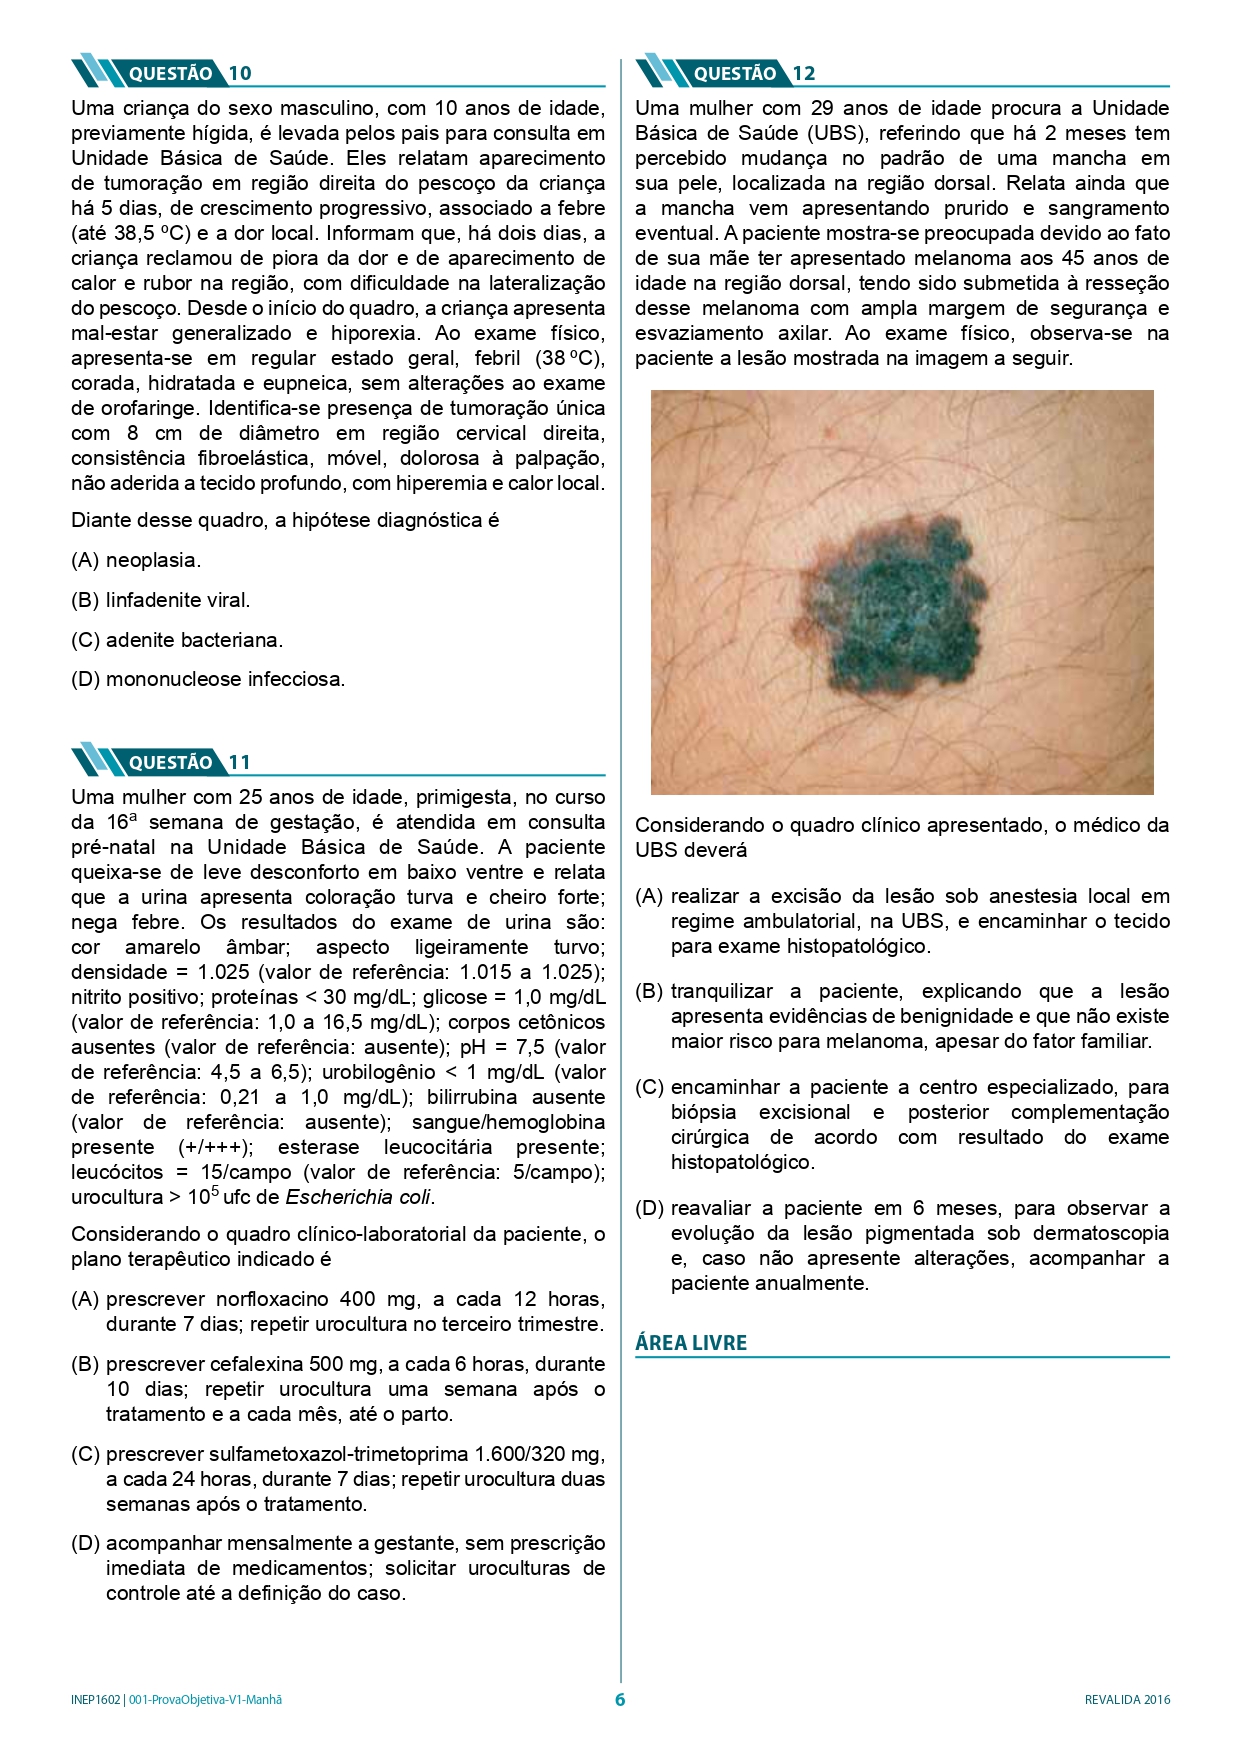 QUESTÃO 10
Uma criança do sexo masculino, com 10 anos de idade,
previamente hígida, é levada pelos pais para consulta em
Unidade Básica de Saúde. Eles relatam aparecimento
de tumoração em região direita do pescoço da criança
há 5 dias, de crescimento progressivo, associado a febre
(até 38,5 ºC) e a dor local. Informam que, há dois dias, a
criança reclamou de piora da dor e de aparecimento de
calor e rubor na região, com dificuldade na lateralização
do pescoço. Desde o início do quadro, a criança apresenta
mal-estar generalizado e hiporexia. Ao exame físico,
apresenta-se em regular estado geral, febril (38 ºC),
corada, hidratada e eupneica, sem alterações ao exame
de orofaringe. Identifica-se presença de tumoração única
com 8 cm de diâmetro em região cervical direita,
consistência fibroelástica, móvel, dolorosa à palpação,
não aderida a tecido profundo, com hiperemia e calor local.
Diante desse quadro, a hipótese diagnóstica é
(A) neoplasia.
(B) linfadenite viral.
(C) adenite bacteriana.
(D) mononucleose infecciosa.
QUESTÃO 11
Uma mulher com 25 anos de idade, primigesta, no curso
da 16ª semana de gestação, é atendida em consulta
pré-natal na Unidade Básica de Saúde. A paciente
queixa-se de leve desconforto em baixo ventre e relata
que a urina apresenta coloração turva e cheiro forte;
nega febre. Os resultados do exame de urina são:
cor amarelo âmbar; aspecto ligeiramente turvo;
densidade = 1.025 (valor de referência: 1.015 a 1.025);
nitrito positivo; proteínas < 30 mg/dL; glicose = 1,0 mg/dL
(valor de referência: 1,0 a 16,5 mg/dL); corpos cetônicos
ausentes (valor de referência: ausente); pH = 7,5 (valor
de referência: 4,5 a 6,5); urobilogênio < 1 mg/dL (valor
de referência: 0,21 a 1,0 mg/dL); bilirrubina ausente
(valor de referência: ausente); sangue/hemoglobina
presente (+/+++); esterase leucocitária presente;
leucócitos = 15/campo (valor de referência: 5/campo);
urocultura > 10⁵ ufc de Escherichia coli.
Considerando o quadro clínico-laboratorial da paciente, o
plano terapêutico indicado é
(A) prescrever norfloxacino 400 mg, a cada 12 horas,
durante 7 dias; repetir urocultura no terceiro trimestre.
(B) prescrever cefalexina 500 mg, a cada 6 horas, durante
10 dias; repetir urocultura uma semana após o
tratamento e a cada mês, até o parto.
(C) prescrever sulfametoxazol-trimetoprima 1.600/320 mg,
a cada 24 horas, durante 7 dias; repetir urocultura duas
semanas após o tratamento.
(D) acompanhar mensalmente a gestante, sem prescrição
imediata de medicamentos; solicitar uroculturas de
controle até a definição do caso.
QUESTÃO 12
Uma mulher com 29 anos de idade procura a Unidade
Básica de Saúde (UBS), referindo que há 2 meses tem
percebido mudança no padrão de uma mancha em
sua pele, localizada na região dorsal. Relata ainda que
a mancha vem apresentando prurido e sangramento
eventual. A paciente mostra-se preocupada devido ao fato
de sua mãe ter apresentado melanoma aos 45 anos de
idade na região dorsal, tendo sido submetida à resseção
desse melanoma com ampla margem de segurança e
esvaziamento axilar. Ao exame físico, observa-se na
paciente a lesão mostrada na imagem a seguir.
Considerando o quadro clínico apresentado, o médico da
UBS deverá
(A) realizar a excisão da lesão sob anestesia local em
regime ambulatorial, na UBS, e encaminhar o tecido
para exame histopatológico.
(B) tranquilizar a paciente, explicando que a lesão
apresenta evidências de benignidade e que não existe
maior risco para melanoma, apesar do fator familiar.
(C) encaminhar a paciente a centro especializado, para
biópsia excisional e posterior complementação
cirúrgica de acordo com resultado do exame
histopatológico.
(D) reavaliar a paciente em 6 meses, para observar a
evolução da lesão pigmentada sob dermatoscopia
e, caso não apresente alterações, acompanhar a
paciente anualmente.
ÁREA LIVRE
INEP1602 | 001-ProvaObjetiva-V1-Manhã
6
REVALIDA 2016